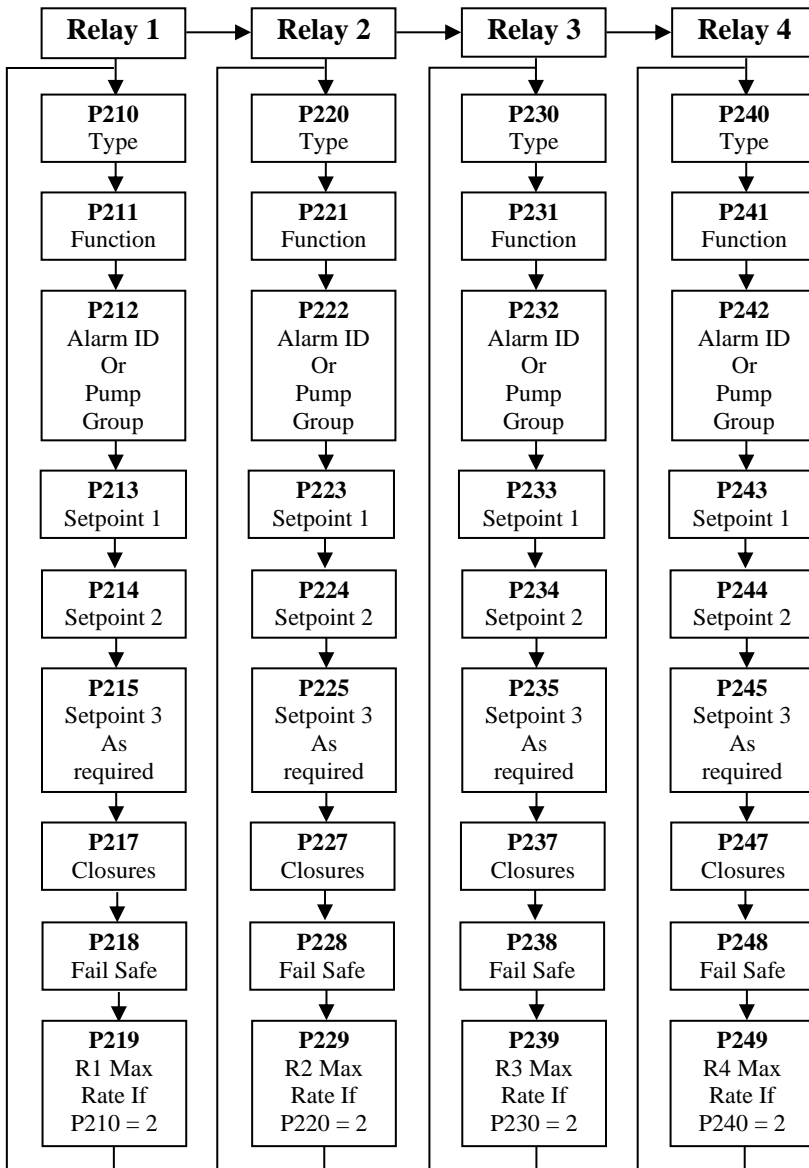 Relay 1
P210
Type
P211
Function
P212
Alarm ID
Or
Pump
Group
P213
Setpoint 1
P214
Setpoint 2
P215
Setpoint 3
As
required
P217
Closures
P218
Fail Safe
P219
R1 Max
Rate If
P210 = 2
Relay 2
P220
Type
P221
Function
P222
Alarm ID
Or
Pump
Group
P223
Setpoint 1
P224
Setpoint 2
P225
Setpoint 3
As
required
P227
Closures
P228
Fail Safe
P229
R2 Max
Rate If
P220 = 2
Relay 3
P230
Type
P231
Function
P232
Alarm ID
Or
Pump
Group
P233
Setpoint 1
P234
Setpoint 2
P235
Setpoint 3
As
required
P237
Closures
P238
Fail Safe
P239
R3 Max
Rate If
P230 = 2
Relay 4
P240
Type
P241
Function
P242
Alarm ID
Or
Pump
Group
P243
Setpoint 1
P244
Setpoint 2
P245
Setpoint 3
As
required
P247
Closures
P248
Fail Safe
P249
R4 Max
Rate If
P240 = 2